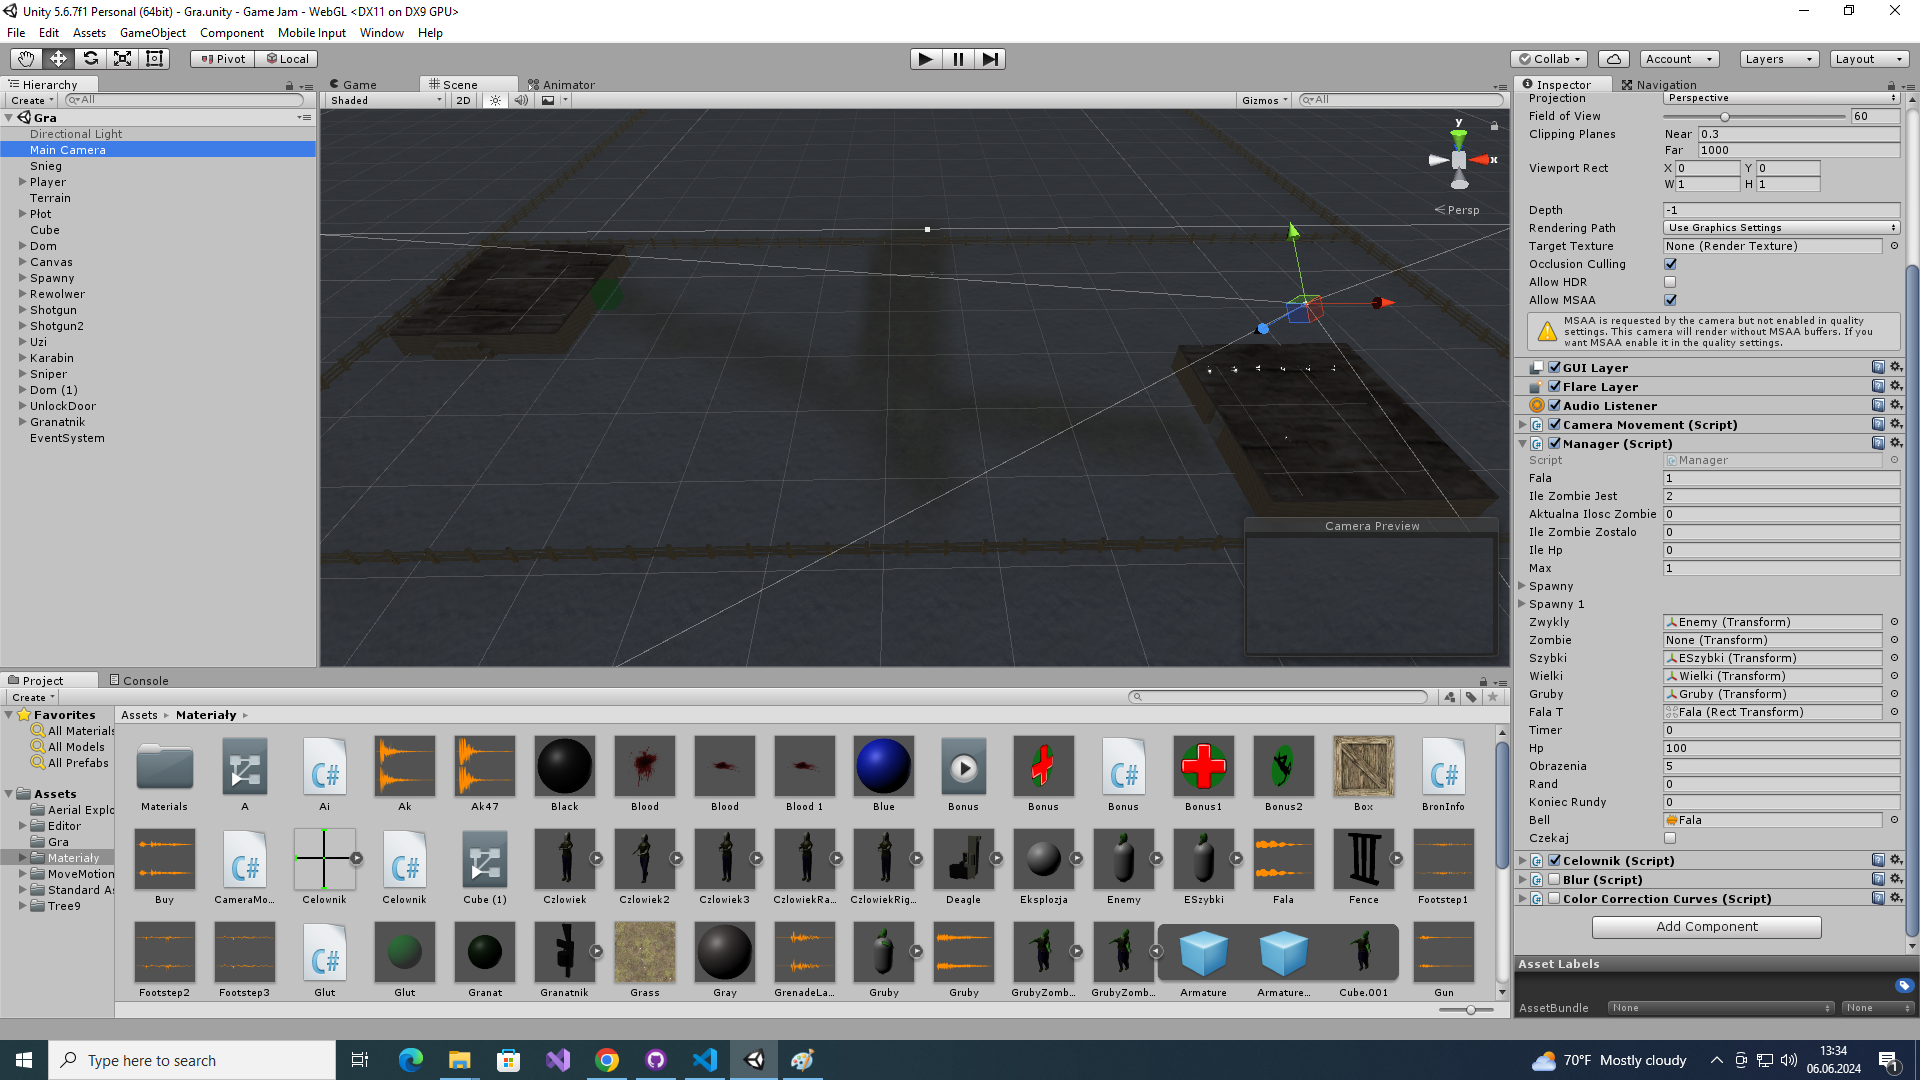 Unity 5.6.7f1 Personal (64bit) - Gra.unity - Game Jam - WebGL <DX11 on DX9 GPU>
File Edit Assets GameObject Component Mobile Input Window Help
Pivot Local Collab Account Layers Layout
Hierarchy
Create All
Gra
Directional Light
Main Camera
Snieg
Player
Terrain
Plot
Cube
Dom
Canvas
Spawny
Rewolwer
Shotgun
Shotgun2
Uzi
Karabin
Sniper
Dom (1)
UnlockDoor
Granatnik
EventSystem
Game Scene Animator
Shaded 2D Gizmos All
y
x
Persp
Camera Preview
Inspector Navigation
Projection Perspective
Field of View 60
Clipping Planes Near 0.3
Far 1000
Viewport Rect X 0 Y 0
W 1 H 1
Depth -1
Rendering Path Use Graphics Settings
Target Texture None (Render Texture)
Occlusion Culling
Allow HDR
Allow MSAA
MSAA is requested by the camera but not enabled in quality
settings. This camera will render without MSAA buffers. If you
want MSAA enable it in the quality settings.
GUI Layer
Flare Layer
Audio Listener
Camera Movement (Script)
Manager (Script)
Script Manager
Fala 1
Ile Zombie Jest 2
Aktualna Ilosc Zombie 0
Ile Zombie Zostalo 0
Ile Hp 0
Max 1
Spawny
Spawny 1
Zwykly Enemy (Transform)
Zombie None (Transform)
Szybki ESzybki (Transform)
Wielki Wielki (Transform)
Gruby Gruby (Transform)
Fala T Fala (Rect Transform)
Timer 0
Hp 100
Obrazenia 5
Rand 0
Koniec Rundy 0
Bell Fala
Czekaj
Celownik (Script)
Blur (Script)
Color Correction Curves (Script)
Add Component
Asset Labels
AssetBundle None None
Project Console
Create
Favorites
All Materials
All Models
All Prefabs
Assets
Aerial Explo
Editor
Gra
Materiały
MoveMotion
Standard As
Tree9
Assets Materiały
Materials A Ai Ak Ak47 Black Blood Blood Blood 1 Blue Bonus Bonus Bonus Bonus1 Bonus2 Box BronInfo
Buy CameraMo... Celownik Celownik Cube (1) Czlowiek Czlowiek2 Czlowiek3 CzlowiekRa... CzlowiekRig... Deagle Eksplozja Enemy ESzybki Fala Fence Footstep1
Footstep2 Footstep3 Glut Glut Granat Granatnik Grass Gray GrenadeLa... Gruby Gruby GrubyZomb... GrubyZomb... Armature Armature... Cube.001 Gun
Type here to search
70°F Mostly cloudy
13:34
06.06.2024
1